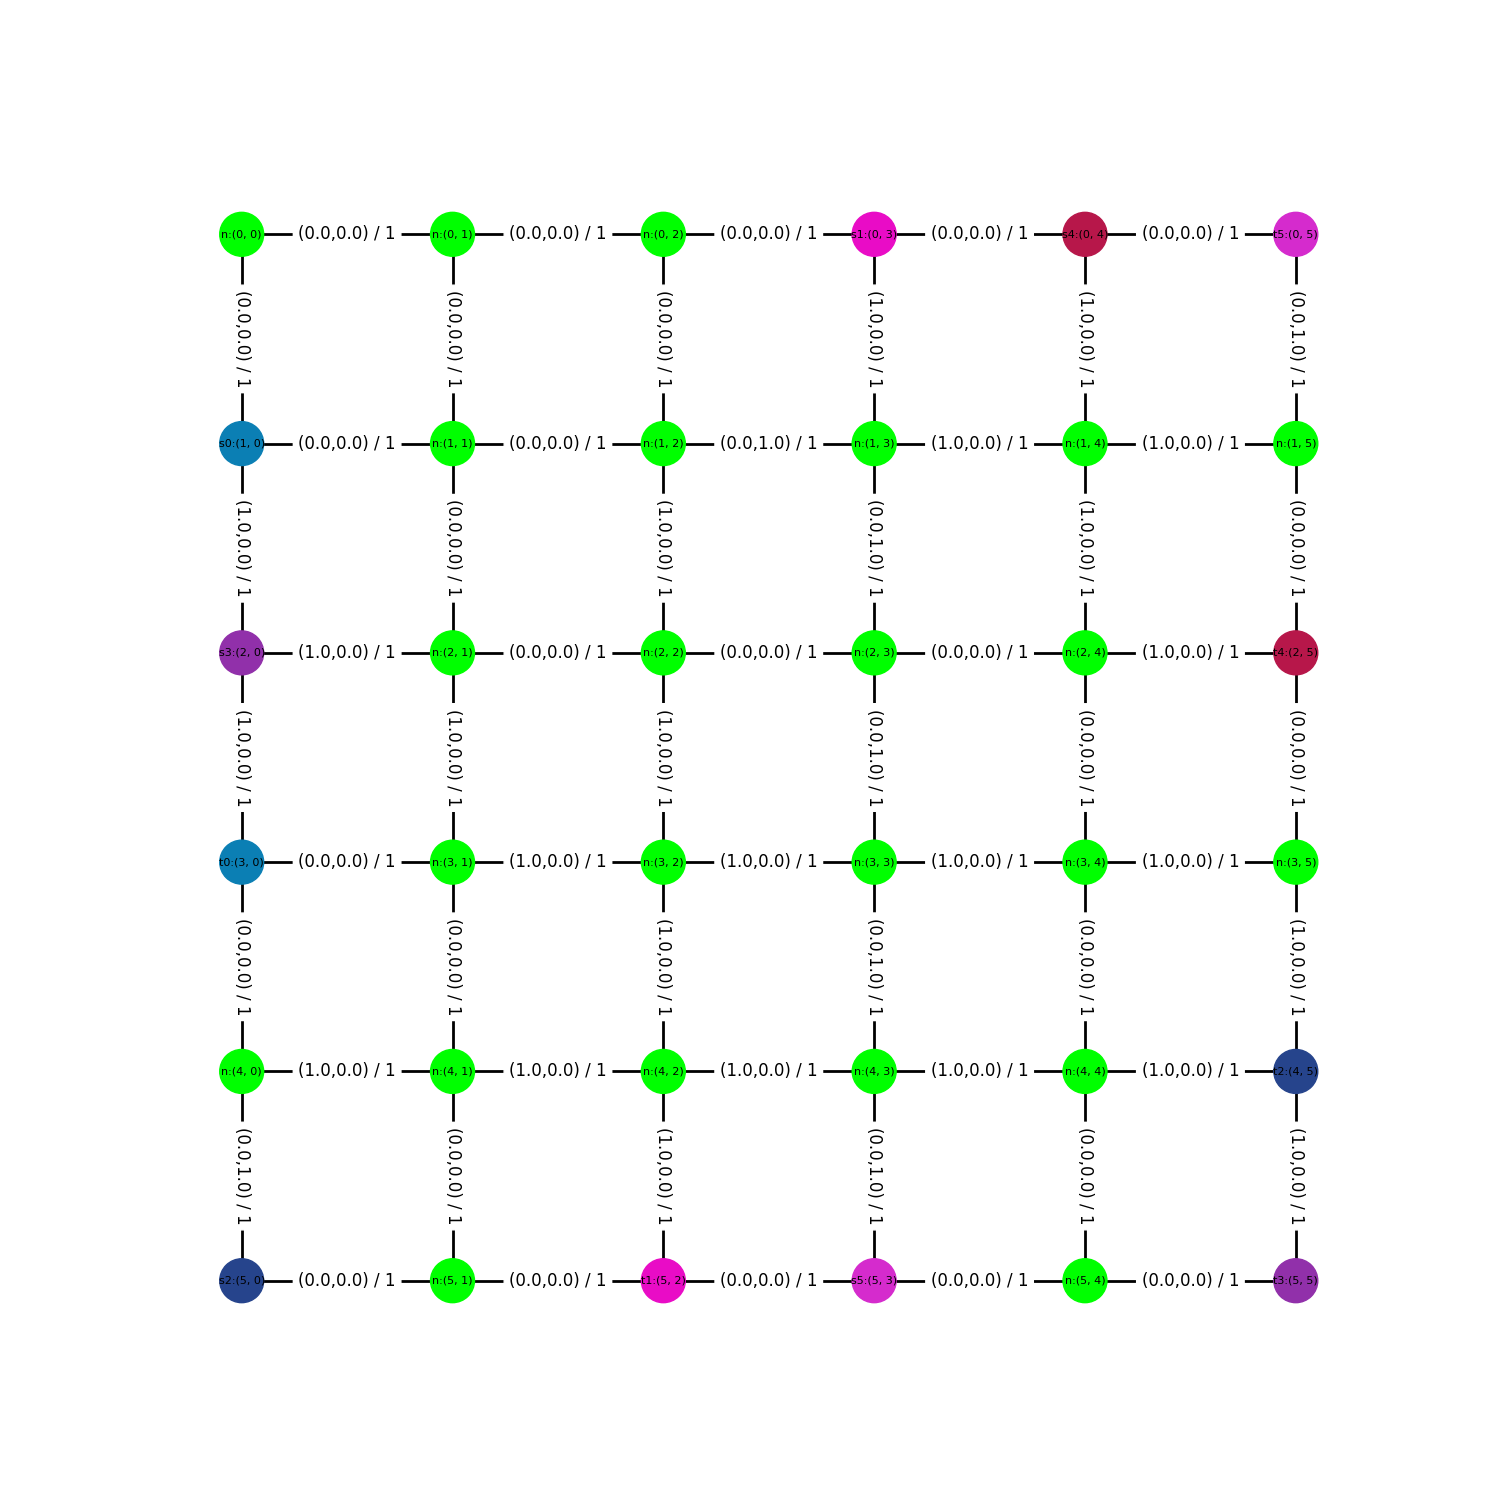 n:(0, 0) (0.0,0.0) / 1 n:(0, 1) (0.0,0.0) / 1 n:(0, 2) (0.0,0.0) / 1 s1:(0, 3) (0.0,0.0) / 1 s4:(0, 4) (0.0,0.0) / 1 t5:(0, 5)
(0.0,0.0) / 1 (0.0,0.0) / 1 (0.0,0.0) / 1 (1.0,0.0) / 1 (1.0,0.0) / 1 (0.0,1.0) / 1
s0:(1, 0) (0.0,0.0) / 1 n:(1, 1) (0.0,0.0) / 1 n:(1, 2) (0.0,1.0) / 1 n:(1, 3) (1.0,0.0) / 1 n:(1, 4) (1.0,0.0) / 1 n:(1, 5)
(1.0,0.0) / 1 (0.0,0.0) / 1 (1.0,0.0) / 1 (0.0,1.0) / 1 (1.0,0.0) / 1 (0.0,0.0) / 1
s3:(2, 0) (1.0,0.0) / 1 n:(2, 1) (0.0,0.0) / 1 n:(2, 2) (0.0,0.0) / 1 n:(2, 3) (0.0,0.0) / 1 n:(2, 4) (1.0,0.0) / 1 t4:(2, 5)
(1.0,0.0) / 1 (1.0,0.0) / 1 (1.0,0.0) / 1 (0.0,1.0) / 1 (0.0,0.0) / 1 (0.0,0.0) / 1
t0:(3, 0) (0.0,0.0) / 1 n:(3, 1) (1.0,0.0) / 1 n:(3, 2) (1.0,0.0) / 1 n:(3, 3) (1.0,0.0) / 1 n:(3, 4) (1.0,0.0) / 1 n:(3, 5)
(0.0,0.0) / 1 (0.0,0.0) / 1 (1.0,0.0) / 1 (0.0,1.0) / 1 (0.0,0.0) / 1 (1.0,0.0) / 1
n:(4, 0) (1.0,0.0) / 1 n:(4, 1) (1.0,0.0) / 1 n:(4, 2) (1.0,0.0) / 1 n:(4, 3) (1.0,0.0) / 1 n:(4, 4) (1.0,0.0) / 1 t2:(4, 5)
(0.0,1.0) / 1 (0.0,0.0) / 1 (1.0,0.0) / 1 (0.0,1.0) / 1 (0.0,0.0) / 1 (1.0,0.0) / 1
s2:(5, 0) (0.0,0.0) / 1 n:(5, 1) (0.0,0.0) / 1 t1:(5, 2) (0.0,0.0) / 1 s5:(5, 3) (0.0,0.0) / 1 n:(5, 4) (0.0,0.0) / 1 t3:(5, 5)